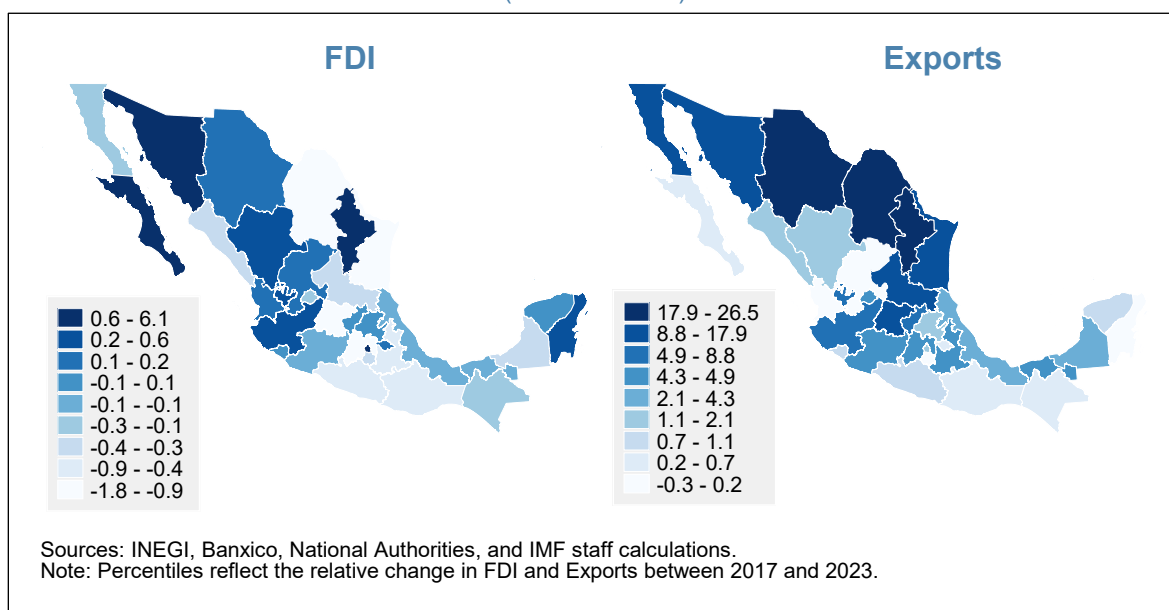 FDI
Exports
0.6 - 6.1
0.2 - 0.6
0.1 - 0.2
-0.1 - 0.1
-0.1 - -0.1
-0.3 - -0.1
-0.4 - -0.3
-0.9 - -0.4
-1.8 - -0.9
17.9 - 26.5
8.8 - 17.9
4.9 - 8.8
4.3 - 4.9
2.1 - 4.3
1.1 - 2.1
0.7 - 1.1
0.2 - 0.7
-0.3 - 0.2
Sources: INEGI, Banxico, National Authorities, and IMF staff calculations.
Note: Percentiles reflect the relative change in FDI and Exports between 2017 and 2023.